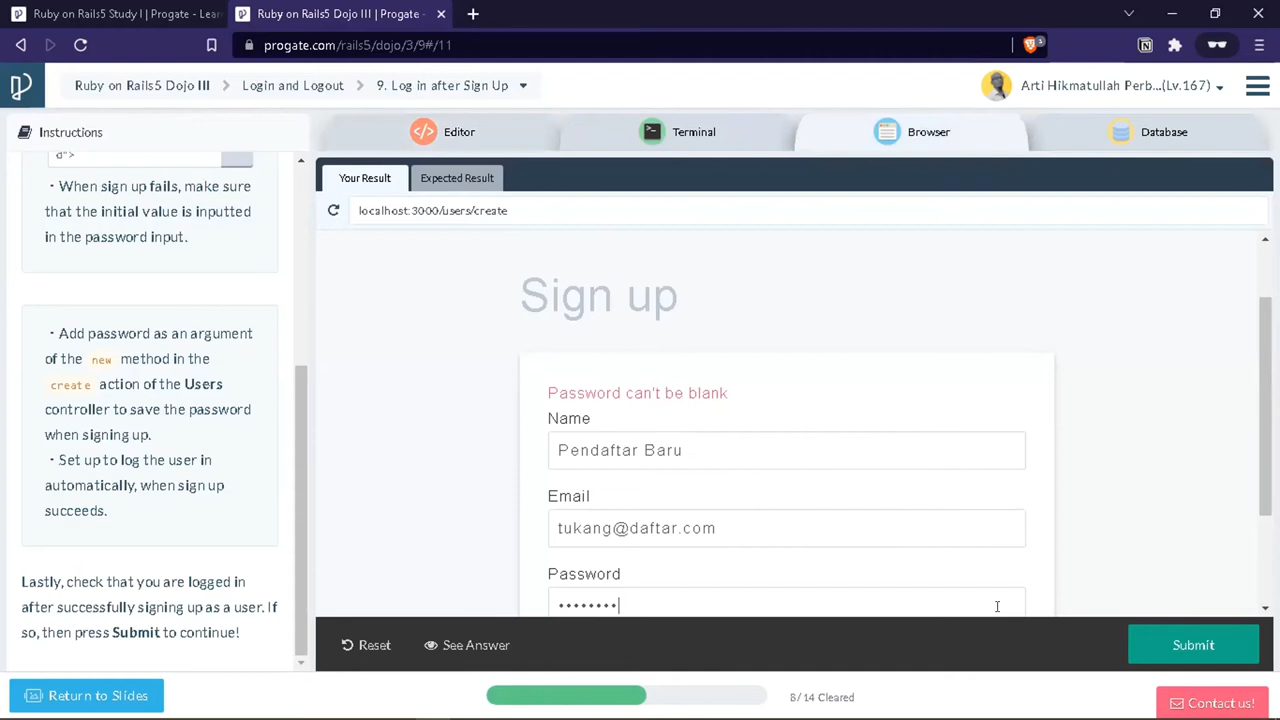 Ruby on Rails5 Study I | Progate - Lear
Ruby on Rails5 Dojo III | Progate -
progate.com/rails5/dojo/3/9#/11
3
Ruby on Rails5 Dojo III
Login and Logout
9. Log in after Sign Up
Arti Hikmatullah Perb...(Lv.167)
Instructions
Editor
Terminal
Browser
Database
d">
・When sign up fails, make sure
that the initial value is inputted
in the password input.
・Add password as an argument
of the new method in the
create action of the Users
controller to save the password
when signing up.
・Set up to log the user in
automatically, when sign up
succeeds.
Lastly, check that you are logged in
after successfully signing up as a user. If
so, then press Submit to continue!
Your Result
Expected Result
localhost:3000/users/create
Sign up
Password can't be blank
Name
Pendaftar Baru
Email
tukang@daftar.com
Password
••••••••
Reset
See Answer
Submit
Return to Slides
8/14 Cleared
Contact us!